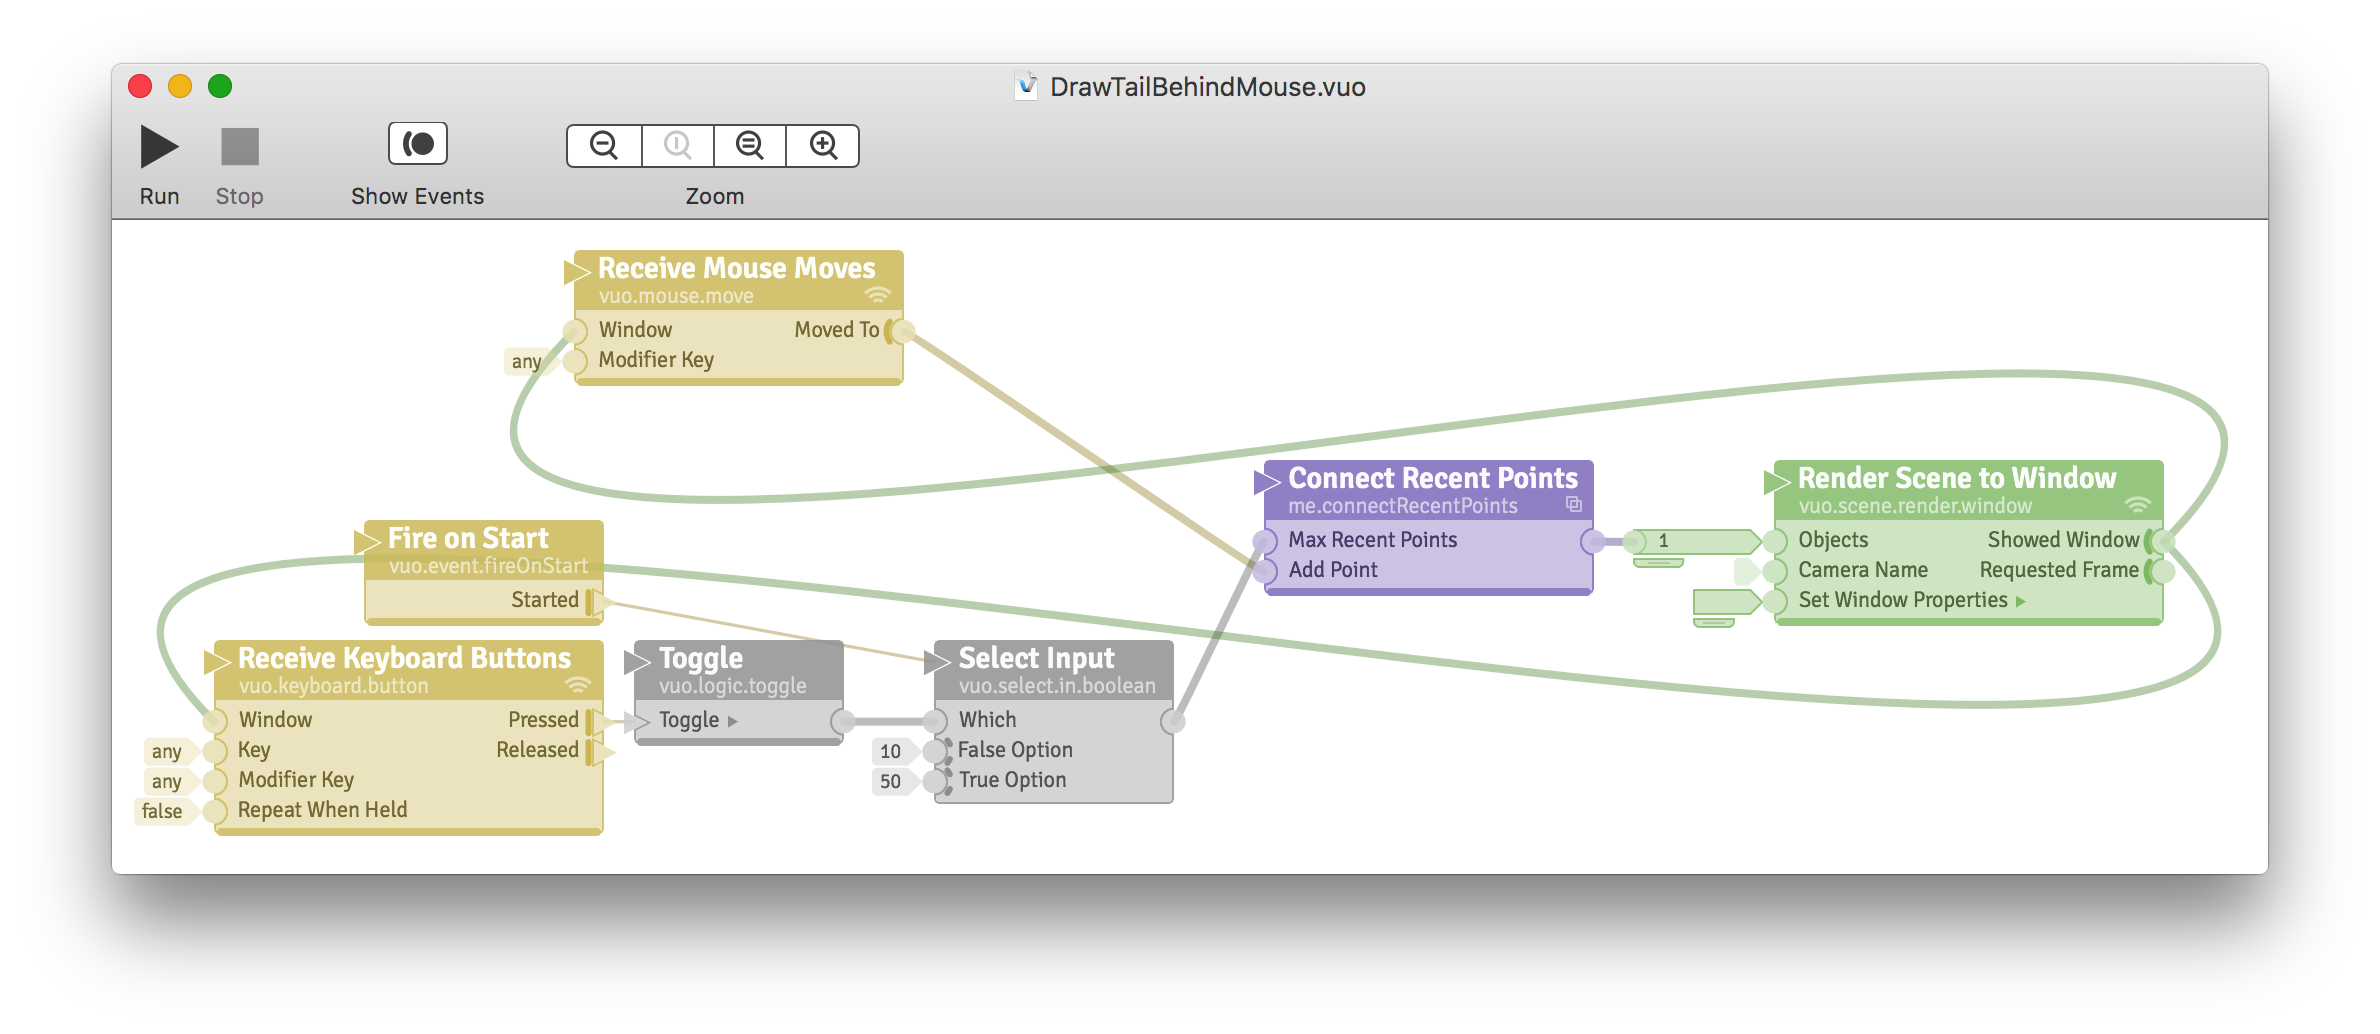 DrawTailBehindMouse.vuo
Run
Stop
Show Events
Zoom
Receive Mouse Moves
vuo.mouse.move
Window
Moved To
any
Modifier Key
Connect Recent Points
me.connectRecentPoints
Max Recent Points
Add Point
Render Scene to Window
vuo.scene.render.window
1
Objects
Showed Window
Camera Name
Requested Frame
Set Window Properties
Fire on Start
vuo.event.fireOnStart
Started
Receive Keyboard Buttons
vuo.keyboard.button
Window
Pressed
any
Key
Released
any
Modifier Key
false
Repeat When Held
Toggle
vuo.logic.toggle
Toggle
Select Input
vuo.select.in.boolean
Which
10
False Option
50
True Option